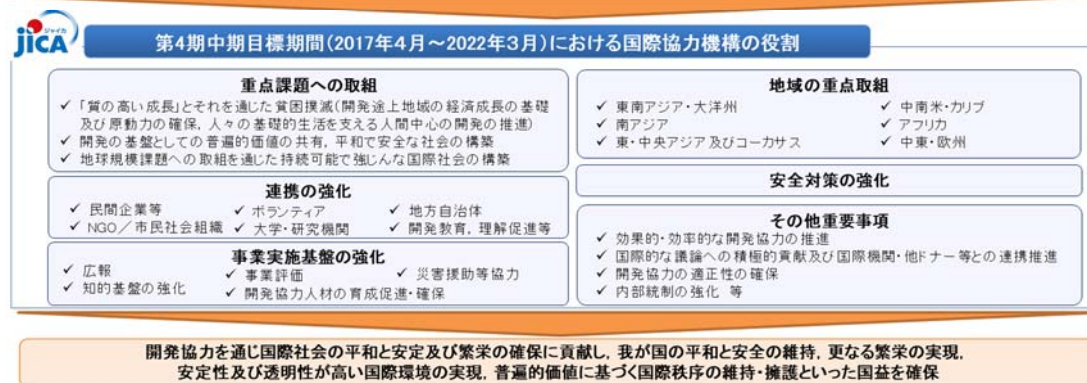 ジャイカ
JICA
第4期中期目標期間(2017年4月～2022年3月)における国際協力機構の役割
重点課題への取組
✓ 「質の高い成長」とそれを通じた貧困撲滅(開発途上地域の経済成長の基礎
及び原動力の確保，人々の基礎的生活を支える人間中心の開発の推進)
✓ 開発の基盤としての普遍的価値の共有，平和で安全な社会の構築
✓ 地球規模課題への取組を通じた持続可能で強じんな国際社会の構築
連携の強化
✓ 民間企業等 ✓ ボランティア ✓ 地方自治体
✓ NGO／市民社会組織 ✓ 大学・研究機関 ✓ 開発教育，理解促進等
事業実施基盤の強化
✓ 広報 ✓ 事業評価 ✓ 災害援助等協力
✓ 知的基盤の強化 ✓ 開発協力人材の育成促進・確保
地域の重点取組
✓ 東南アジア・大洋州 ✓ 中南米・カリブ
✓ 南アジア ✓ アフリカ
✓ 東・中央アジア及びコーカサス ✓ 中東・欧州
安全対策の強化
その他重要事項
✓ 効果的・効率的な開発協力の推進
✓ 国際的な議論への積極的貢献及び国際機関・他ドナー等との連携推進
✓ 開発協力の適正性の確保
✓ 内部統制の強化 等
開発協力を通じ国際社会の平和と安定及び繁栄の確保に貢献し，我が国の平和と安全の維持，更なる繁栄の実現，
安定性及び透明性が高い国際環境の実現，普遍的価値に基づく国際秩序の維持・擁護といった国益を確保